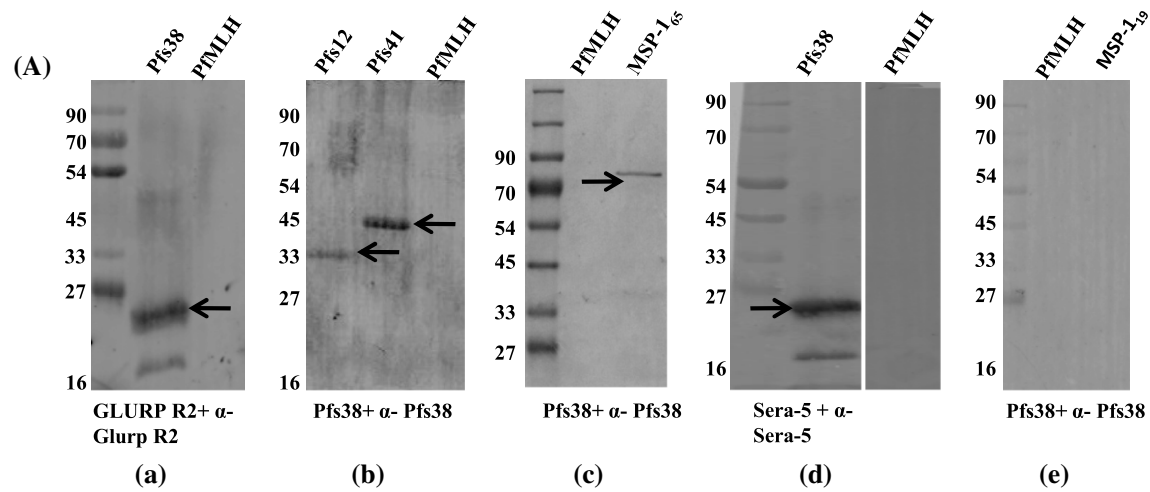 (A)
Pfs38 PfMLH
90
70
54
45
33
27
16
GLURP R2+ α-
Glurp R2
(a)
Pfs12 Pfs41 PfMLH
90
70
54
45
33
27
16
Pfs38+ α- Pfs38
(b)
PfMLH MSP-1₆₅
90
70
54
45
33
27
Pfs38+ α- Pfs38
(c)
Pfs38 PfMLH
90
70
54
45
33
27
16
Sera-5 + α-
Sera-5
(d)
PfMLH MSP-1₁₉
90
70
54
45
33
27
16
Pfs38+ α- Pfs38
(e)